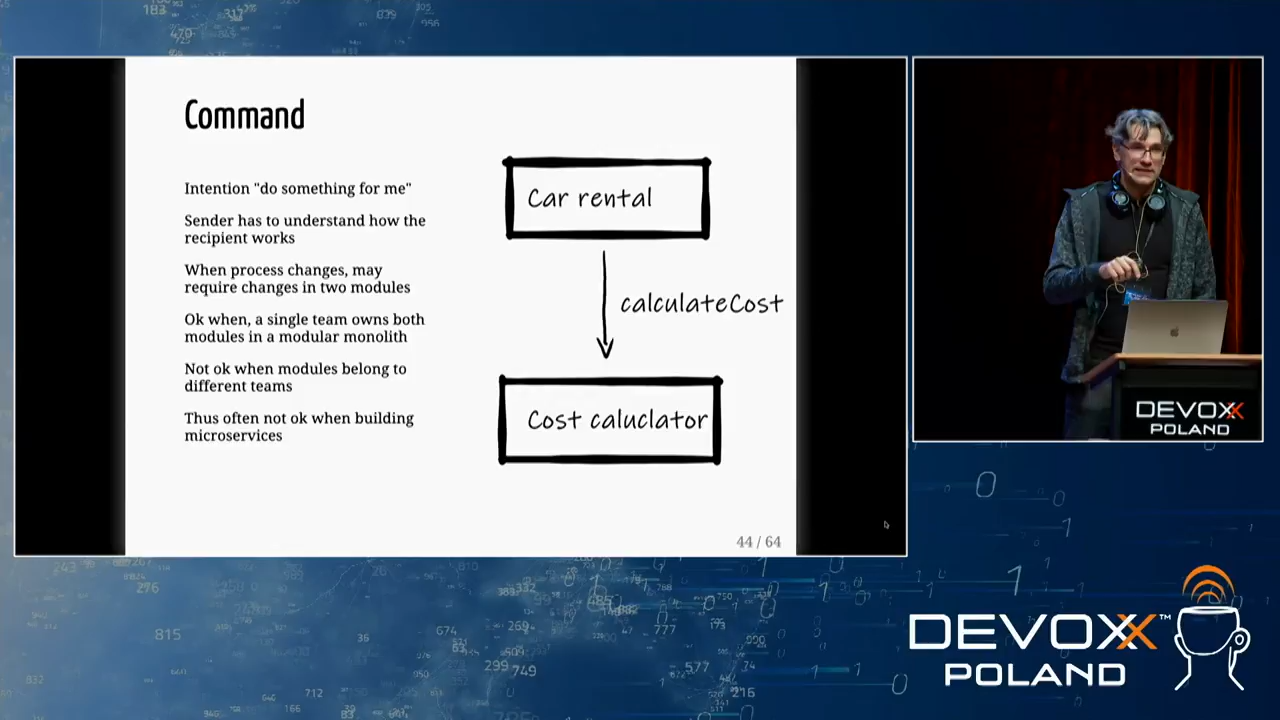 Command
Intention "do something for me"
Sender has to understand how the
recipient works
When process changes, may
require changes in two modules
Ok when, a single team owns both
modules in a modular monolith
Not ok when modules belong to
different teams
Thus often not ok when building
microservices
Car rental
calculateCost
Cost caluclator
44 / 64
DEVOXX
POLAND
DEVOXX™
POLAND